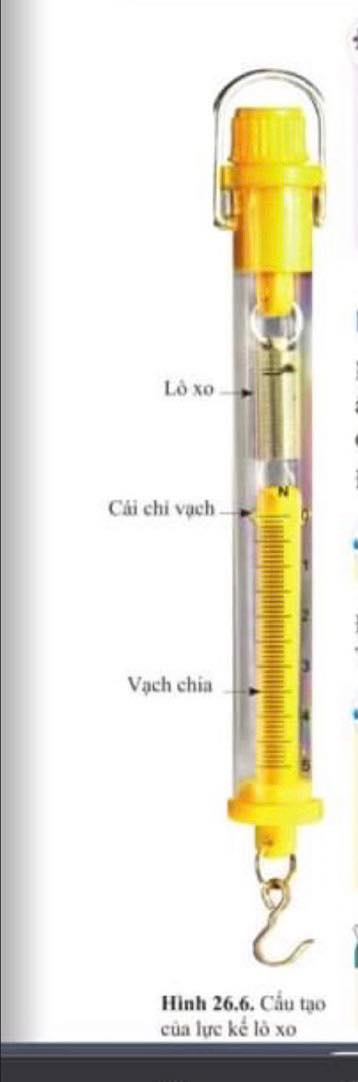 Lò xo
N
Cái chỉ vạch
0
1
2
3
Vạch chia
4
5
Hình 26.6. Cấu tạo
của lực kế lò xo